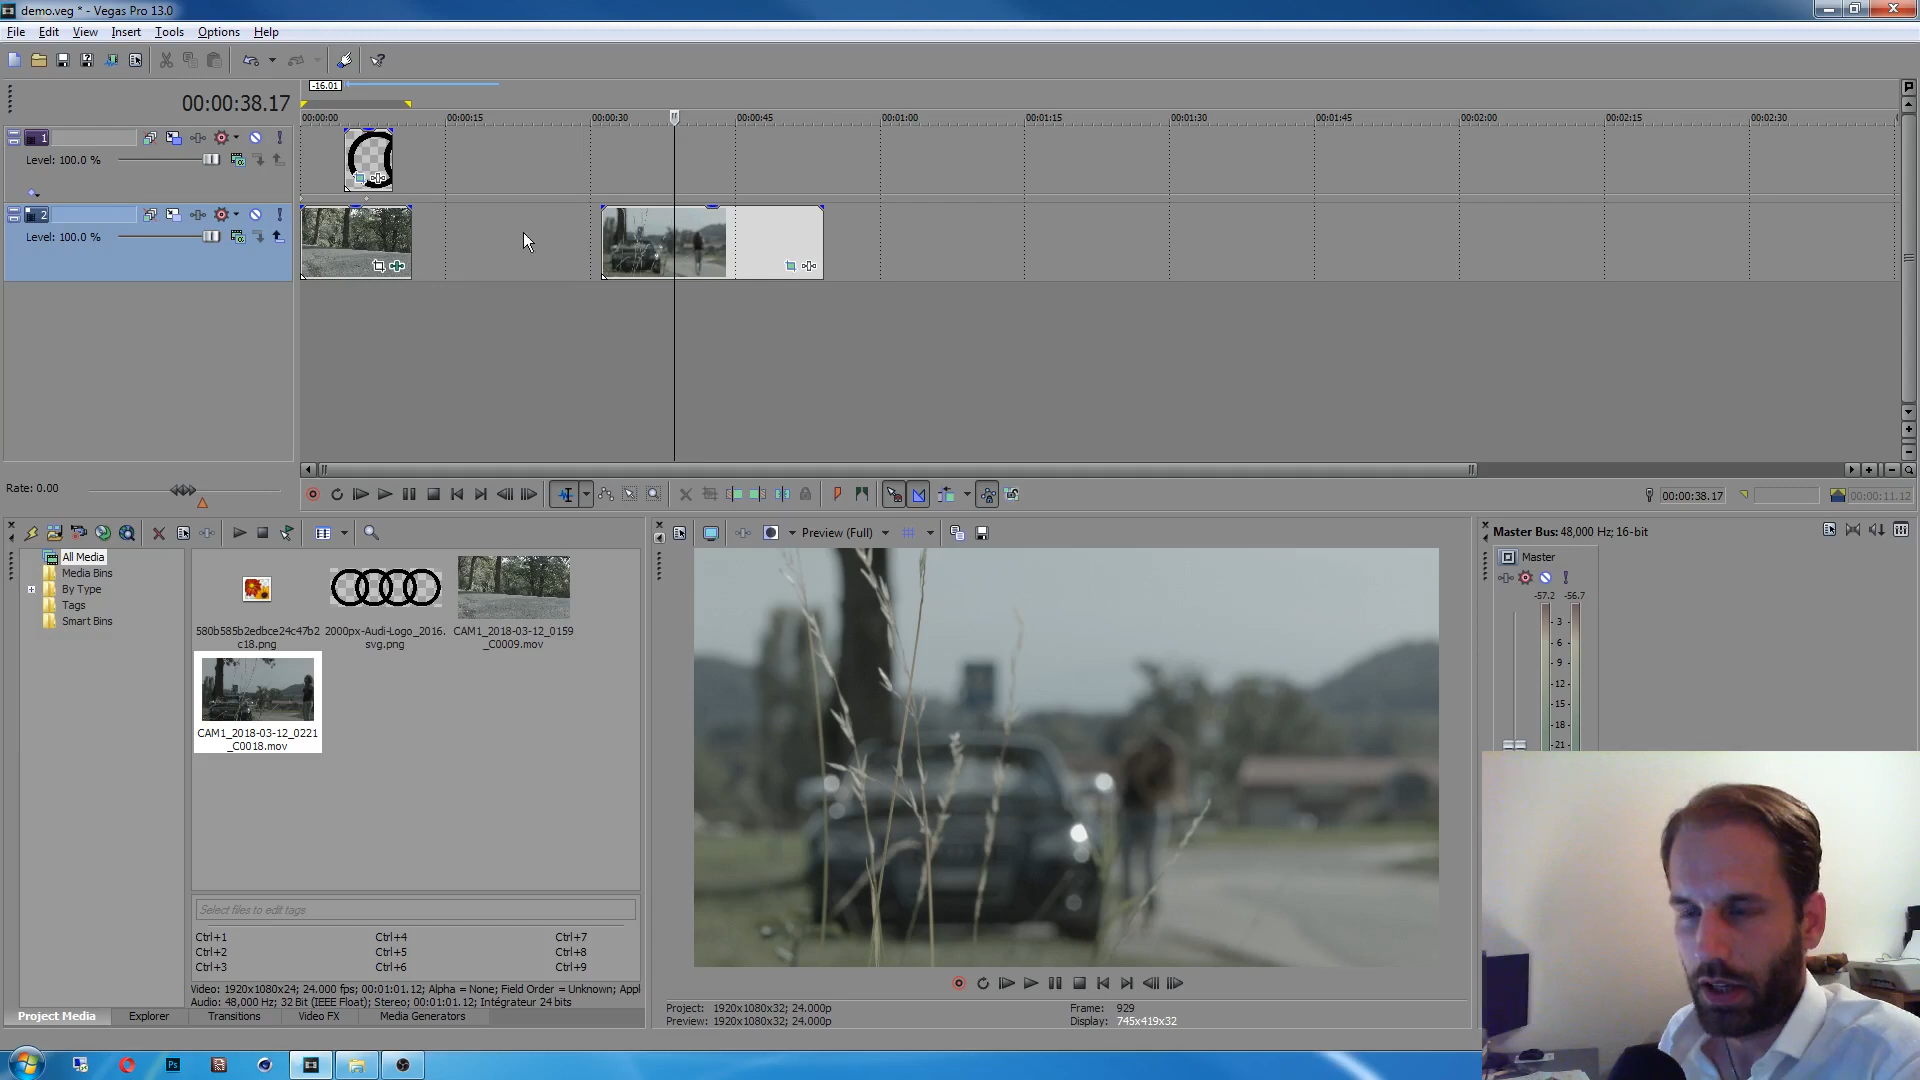 demo.veg * - Vegas Pro 13.0
File Edit View Insert Tools Options Help
-16.01
00:00:38.17
00:00:00 00:00:15 00:00:30 00:00:45 00:01:00 00:01:15 00:01:30 00:01:45 00:02:00 00:02:15 00:02:30
1
Level: 100.0 %
2
Level: 100.0 %
Rate: 0.00
00:00:38.17
00:00:11.12
Preview (Full)
Master Bus: 48,000 Hz; 16-bit
All Media
Media Bins
By Type
Tags
Smart Bins
580b585b2edbce24c47b2
c18.png
2000px-Audi-Logo_2016.
svg.png
CAM1_2018-03-12_0159
_C0009.mov
CAM1_2018-03-12_0221
_C0018.mov
Master
-57.2 -56.7
3
6
9
12
15
18
21
Select files to edit tags
Ctrl+1 Ctrl+4 Ctrl+7
Ctrl+2 Ctrl+5 Ctrl+8
Ctrl+3 Ctrl+6 Ctrl+9
Video: 1920x1080x24; 24.000 fps; 00:01:01.12; Alpha = None; Field Order = Unknown; Appl
Audio: 48,000 Hz; 32 Bit (IEEE Float); Stereo; 00:01:01.12; Intégrateur 24 bits
Project Media Explorer Transitions Video FX Media Generators
Project: 1920x1080x32; 24.000p
Preview: 1920x1080x32; 24.000p
Frame: 929
Display: 745x419x32
Ps